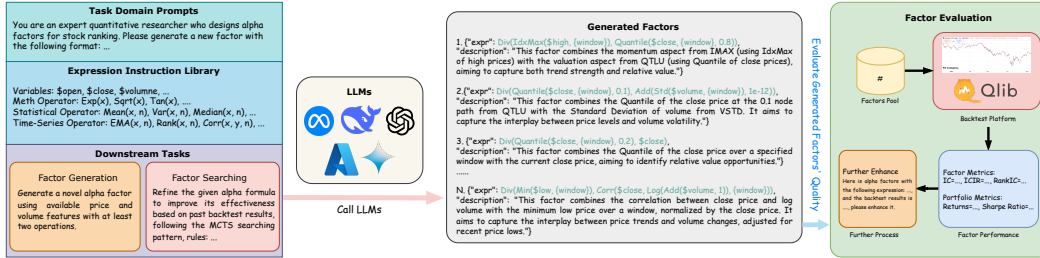 Task Domain Prompts
You are an expert quantitative researcher who designs alpha
factors for stock ranking. Please generate a new factor with
the following format: ...
Expression Instruction Library
Variables: $open, $close, $volumne, ...
Meth Operator: Exp(x), Sqrt(x), Tan(x), ....
Statistical Operator: Mean(x, n), Var(x, n), Median(x, n), ...
Time-Series Operator: EMA(x, n), Rank(x, n), Corr(x, y, n), ...
Downstream Tasks
Factor Generation
Generate a novel alpha factor
using available price and
volume features with at least
two operations.
Factor Searching
Refine the given alpha formula
to improve its effectiveness
based on past backtest results,
following the MCTS searching
pattern, rules: ...
LLMs
Call LLMs
Generated Factors
1, {"expr": Div(IdxMax($high, {window}), Quantile($close, {window}, 0.8)),
"description": "This factor combines the momentum aspect from IMAX (using IdxMax
of high prices) with the valuation aspect from QTLU (using Quantile of close prices),
aiming to capture both trend strength and relative value."}
2.{"expr": Div(Quantile($close, {window}, 0.1), Add(Std($volume, {window}), 1e-12)),
"description": "This factor combines the Quantile of the close price at the 0.1 node
path from QTLU with the Standard Deviation of volume from VSTD. It aims to
capture the interplay between price levels and volume volatility."}
3. {"expr": Div(Quantile($close, {window}, 0.2), $close),
"description": "This factor combines the Quantile of the close price over a specified
window with the current close price, aiming to identify relative value opportunities."}
......
N. {"expr": Div(Min($low, {window}), Corr($close, Log(Add($volume, 1)), {window})),
"description": "This factor combines the correlation between close price and log
volume with the minimum low price over a window, normalized by the close price. It
aims to capture the interplay between price trends and volume changes, adjusted for
recent price lows."}
Evaluate Generated Factors' Quality
Factor Evaluation
#
Factors Pool
Qlib
Backtest Platform
Further Enhance
Here is alpha factor with
the following expression: ...,
and the backtest results is
...., please enhance it.
Further Process
Factor Metrics:
IC=..., ICIR=..., RankIC=...
Portfolio Metrics:
Returns=..., Sharpe Ratio=...
Factor Performance